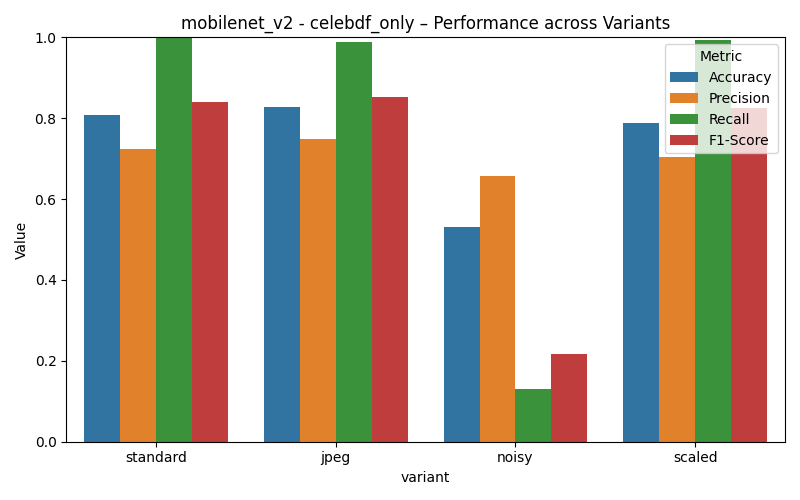 mobilenet_v2 - celebdf_only – Performance across Variants
Value
1.0
0.8
0.6
0.4
0.2
0.0
Metric
Accuracy
Precision
Recall
F1-Score
standard
jpeg
noisy
scaled
variant